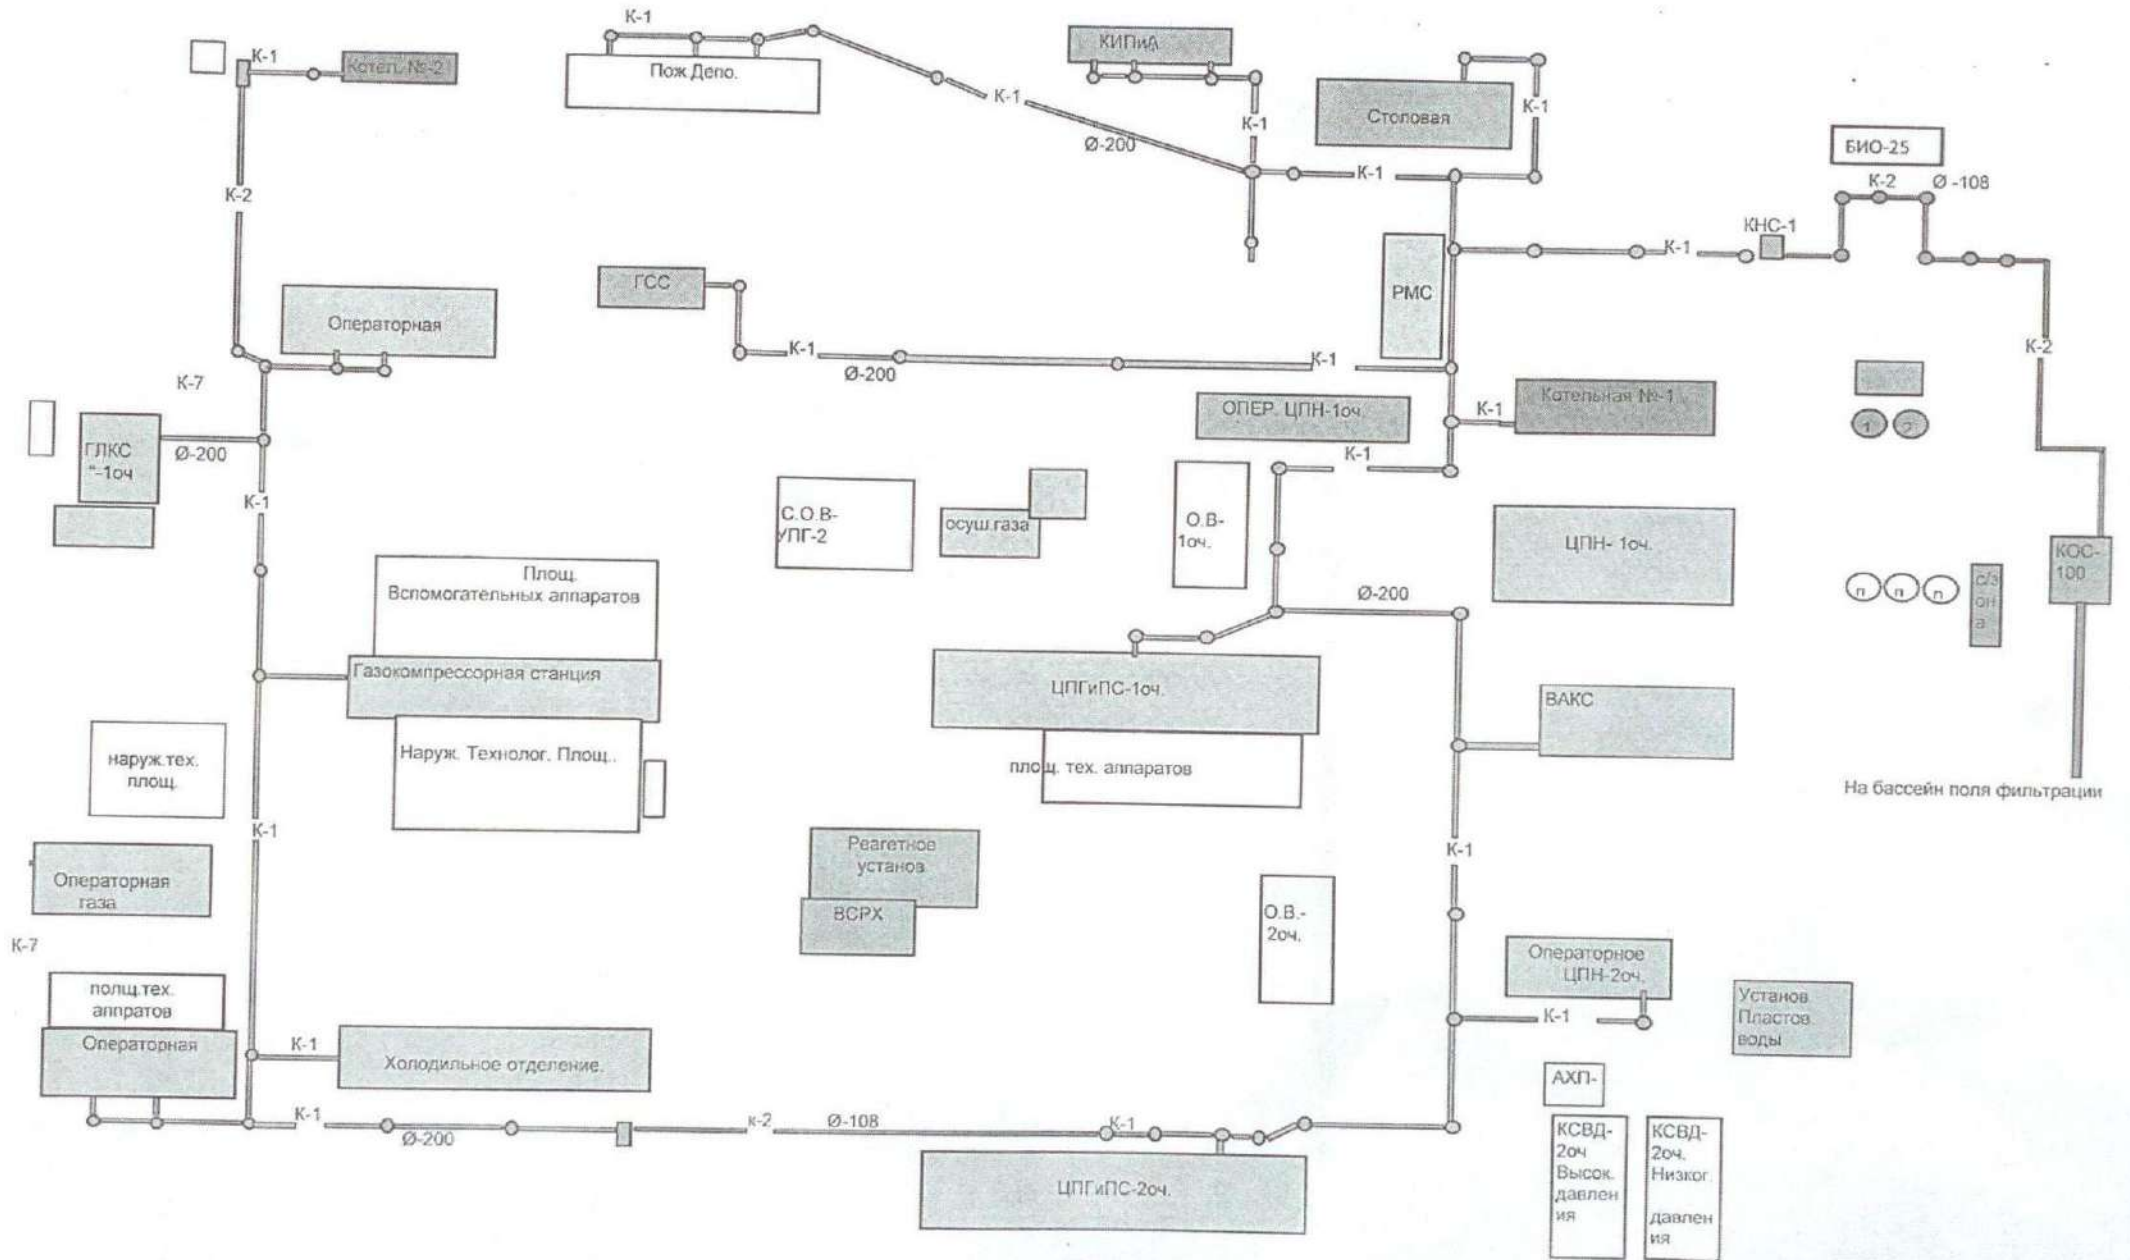 К-1
К-1
Котел. №-2
Пож.Депо.
КИПиА
К-1
К-1
Столовая
К-1
Ø-200
К-1
БИО-25
К-2
Ø -108
К-2
КНС-1
К-1
ГСС
РМС
Операторная
К-1
К-1
Ø-200
К-2
К-7
ОПЕР. ЦПН-1оч.
К-1
Котельная №-1
1
2
ГЛКС
"-1оч
Ø-200
К-1
К-1
С.О.В-
УПГ-2
осуш.газа
О.В-
1оч.
ЦПН- 1оч.
КОС-
100
Площ.
Вспомогательных аппаратов
Ø-200
п
п
п
с/з
он
а
Газокомпрессорная станция
ЦПГиПС-1оч.
ВАКС
наруж.тех.
площ.
Наруж. Технолог. Площ..
площ. тех. аппаратов
На бассейн поля фильтрации
К-1
Реагетное
установ
К-1
Операторная
газа
ВСРХ
О.В.-
2оч.
К-7
Операторное
ЦПН-2оч.
полщ.тех.
аппратов
Установ
Пластов.
воды
К-1
Операторная
К-1
Холодильное отделение.
АХП-
К-1
Ø-200
к-2
Ø-108
К-1
КСВД-
2оч
Высок.
давлен
ия
КСВД-
2оч.
Низког.
давлен
ия
ЦПГиПС-2оч.